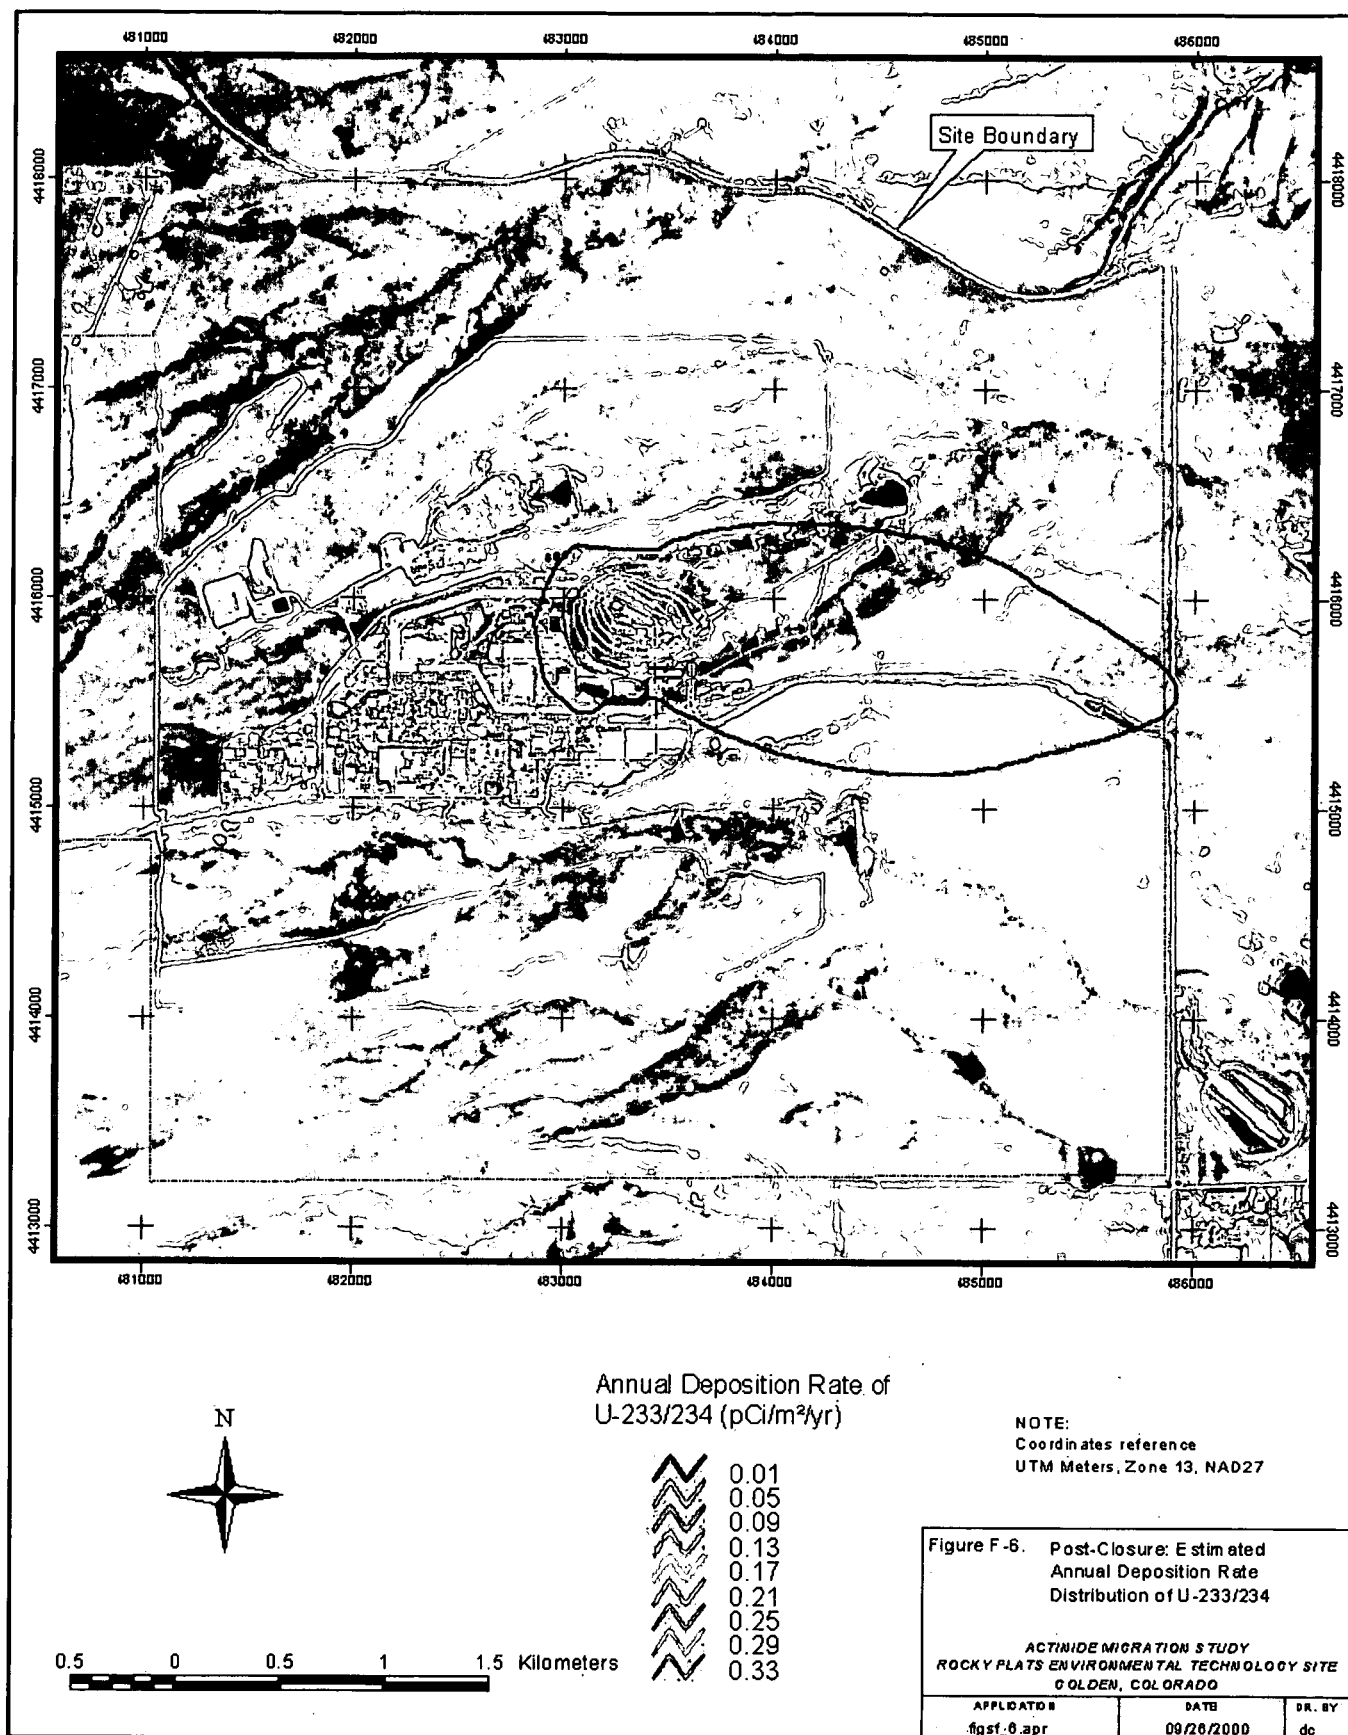 481000 482000 483000 484000 485000 486000
Site Boundary
4418000 4418000
4417000 4417000
4416000 4416000
4415000 4415000
4414000 4414000
4413000 4413000
481000 482000 483000 484000 485000 486000
Annual Deposition Rate of
U-233/234 (pCi/m²/yr)
0.01
0.05
0.09
0.13
0.17
0.21
0.25
0.29
0.33
N
NOTE:
Coordinates reference
UTM Meters, Zone 13, NAD27
0.5 0 0.5 1 1.5 Kilometers
Figure F-6. Post-Closure: Estimated
Annual Deposition Rate
Distribution of U-233/234
ACTINIDE MIGRATION STUDY
ROCKY FLATS ENVIRONMENTAL TECHNOLOGY SITE
GOLDEN, COLORADO
APPLICATION DATE DR. BY
figsf-6.apr 09/26/2000 dc